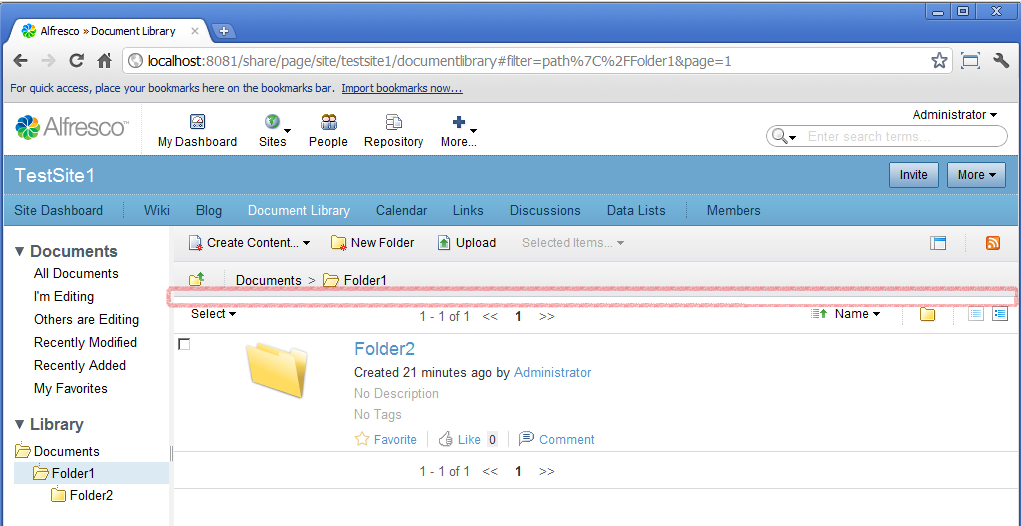 Alfresco » Document Library
localhost:8081/share/page/site/testsite1/documentlibrary#filter=path%7C%2FFolder1&page=1
For quick access, place your bookmarks here on the bookmarks bar. Import bookmarks now...
Alfresco™
My Dashboard Sites People Repository More...
Administrator
Enter search terms...
TestSite1
Invite More
Site Dashboard Wiki Blog Document Library Calendar Links Discussions Data Lists Members
Documents
All Documents
I'm Editing
Others are Editing
Recently Modified
Recently Added
My Favorites
Library
Documents
Folder1
Folder2
Create Content... New Folder Upload Selected Items...
Documents > Folder1
Select 1 - 1 of 1 << 1 >> Name
Folder2
Created 21 minutes ago by Administrator
No Description
No Tags
Favorite Like 0 Comment
1 - 1 of 1 << 1 >>